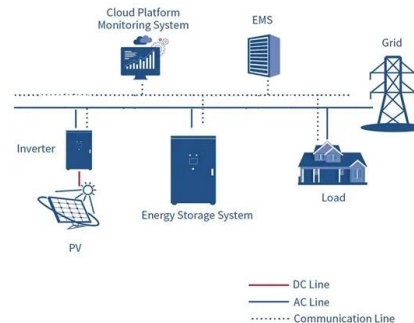 Cloud Platform
Monitoring System
EMS
Grid
Inverter
Energy Storage System
Load
PV
DC Line
AC Line
Communication Line